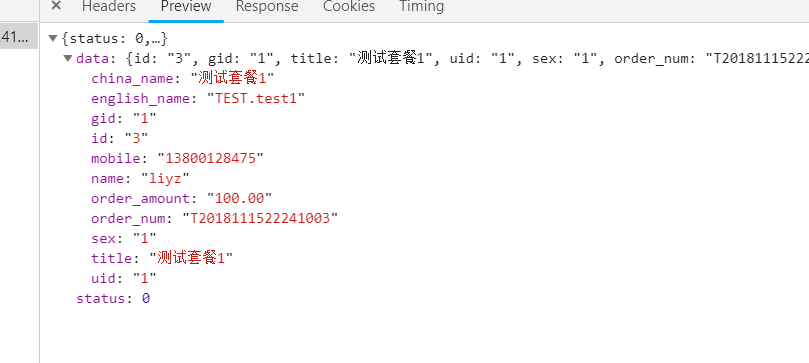 × Headers Preview Response Cookies Timing
41...
▼{status: 0,…}
▼data: {id: "3", gid: "1", title: "测试套餐1", uid: "1", sex: "1", order_num: "T20181115222
china_name: "测试套餐1"
english_name: "TEST.test1"
gid: "1"
id: "3"
mobile: "13800128475"
name: "liyz"
order_amount: "100.00"
order_num: "T2018111522241003"
sex: "1"
title: "测试套餐1"
uid: "1"
status: 0